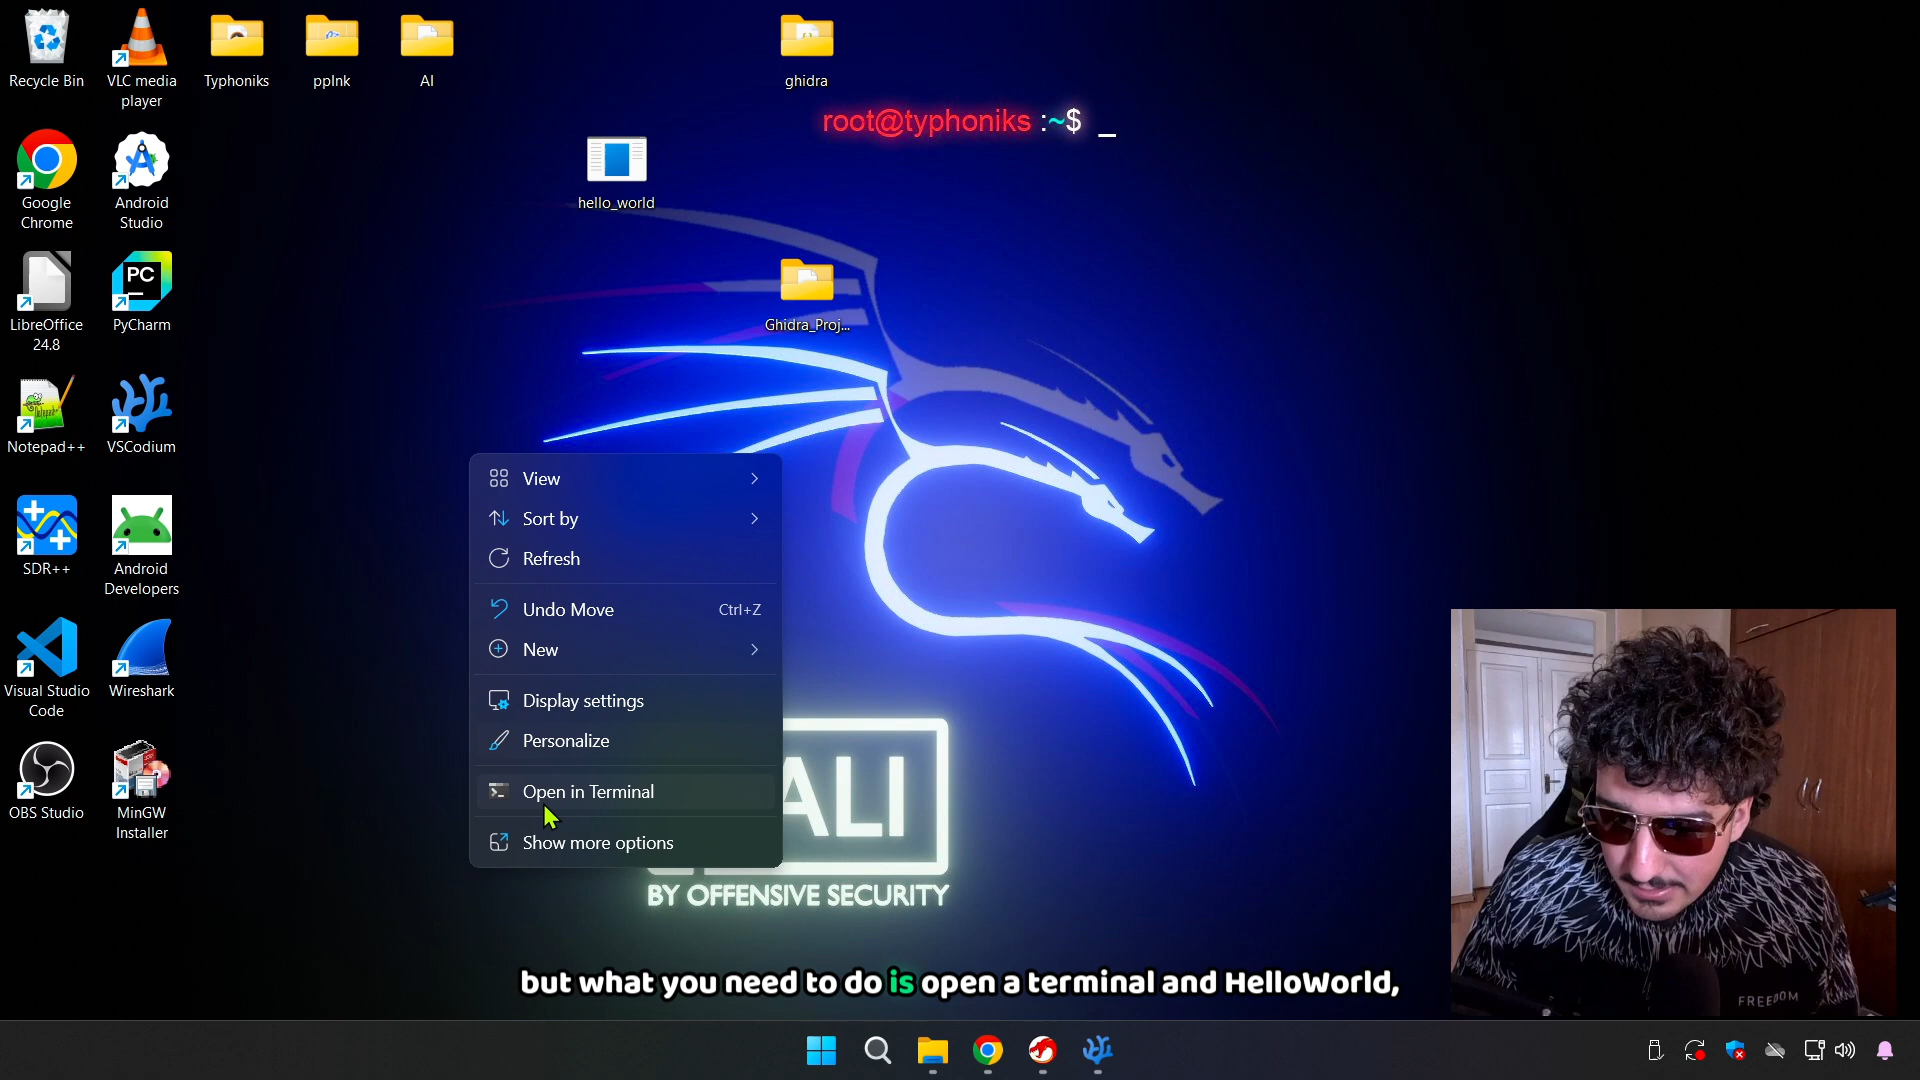 Recycle Bin
VLC media
player
Typhoniks
ppInk
AI
ghidra
root@typhoniks :~$ _
hello_world
Google
Chrome
Android
Studio
LibreOffice
24.8
PC
PyCharm
Ghidra_Proj...
Notepad++
VSCodium
SDR++
Android
Developers
Visual Studio
Code
Wireshark
OBS Studio
MinGW
Installer
View
Sort by
Refresh
Undo Move Ctrl+Z
New
Display settings
Personalize
Open in Terminal
Show more options
ALI
BY OFFENSIVE SECURITY
FREEDOM
but what you need to do is open a terminal and HelloWorld,